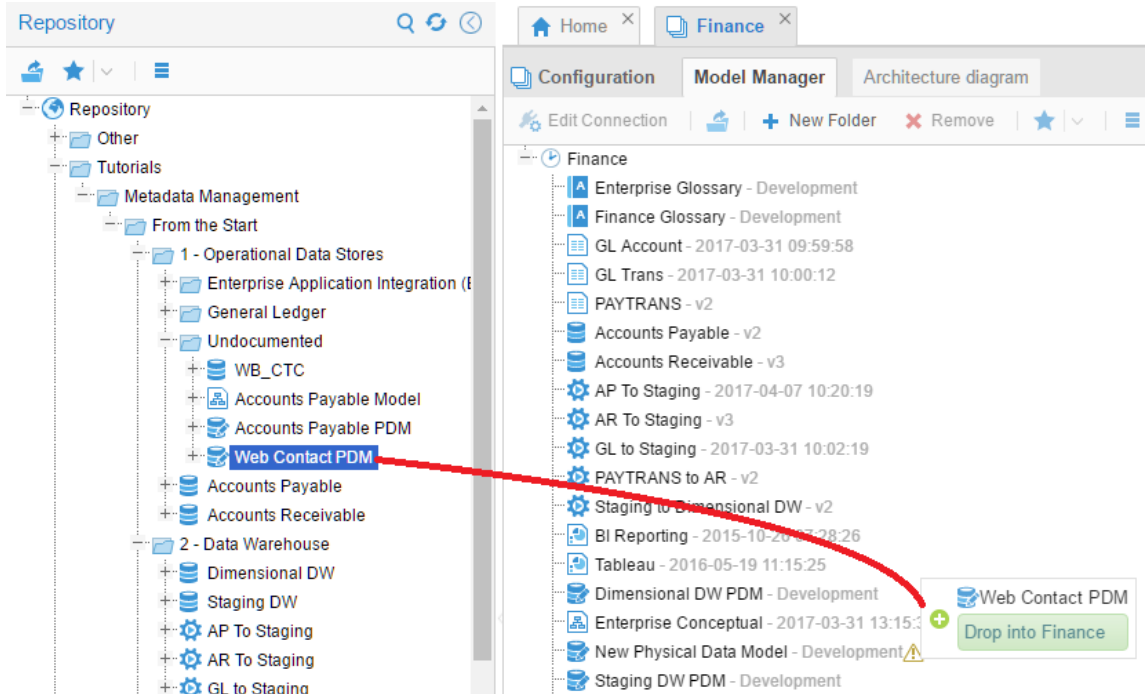 Repository
Repository
Other
Tutorials
Metadata Management
From the Start
1 - Operational Data Stores
Enterprise Application Integration (E
General Ledger
Undocumented
WB_CTC
Accounts Payable Model
Accounts Payable PDM
Web Contact PDM
Accounts Payable
Accounts Receivable
2 - Data Warehouse
Dimensional DW
Staging DW
AP To Staging
AR To Staging
GL to Staging
Home
Finance
Configuration
Model Manager
Architecture diagram
Edit Connection
New Folder
Remove
Finance
Enterprise Glossary - Development
Finance Glossary - Development
GL Account - 2017-03-31 09:59:58
GL Trans - 2017-03-31 10:00:12
PAYTRANS - v2
Accounts Payable - v2
Accounts Receivable - v3
AP To Staging - 2017-04-07 10:20:19
AR To Staging - v3
GL to Staging - 2017-03-31 10:02:19
PAYTRANS to AR - v2
Staging to Dimensional DW - v2
BI Reporting - 2015-10-20 07:28:26
Tableau - 2016-05-19 11:15:25
Dimensional DW PDM - Development
Enterprise Conceptual - 2017-03-31 13:15:3
New Physical Data Model - Development
Staging DW PDM - Development
Web Contact PDM
Drop into Finance